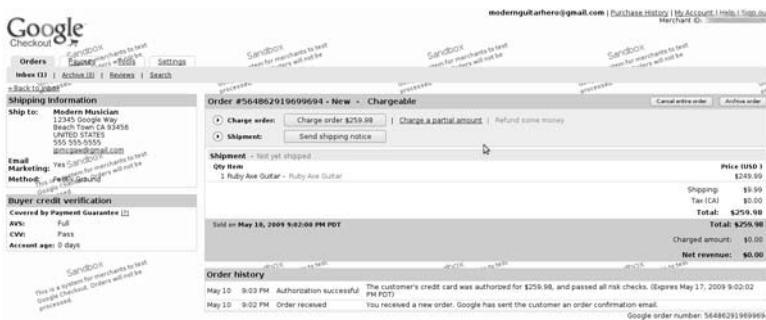 modernguitarhero@gmail.com | Purchase History | My Account | Help | Sign out
Merchant ID:
Google
Checkout
Orders Payouts Tools Settings
Inbox (1) | Archive (0) | Reviews | Search
« Back to Inbox
Shipping Information
Ship to: Modern Musician
12345 Google Way
Beach Town CA 93456
UNITED STATES
555 555-5555
Email Marketing: Yes
Method:
Buyer credit verification
Covered by Payment Guarantee [?]
AVS: Full
CVV: Pass
Account age: 0 days
Sandbox
This is a system for merchants to test
Google Checkout. Orders will not be
processed.
Order #564862919699694 - New - Chargeable
Cancel entire order Archive order
Charge order: Charge order $259.98 | Charge a partial amount | Refund some money
Shipment: Send shipping notice
Shipment - Not yet shipped
Qty Item Price (USD)
1 Ruby Axe Guitar - Ruby Axe Guitar $249.99
Shipping: $9.99
Tax (CA) $0.00
Total: $259.98
Sold on May 10, 2009 9:02:00 PM PDT Total: $259.98
Charged amount: $0.00
Net revenue: $0.00
Order history
May 10 9:03 PM Authorization successful The customer's credit card was authorized for $259.98, and passed all risk checks. (Expires May 17, 2009 9:02:02 PM PDT)
May 10 9:02 PM Order received You received a new order. Google has sent the customer an order confirmation email.
Google order number: 564862919699694